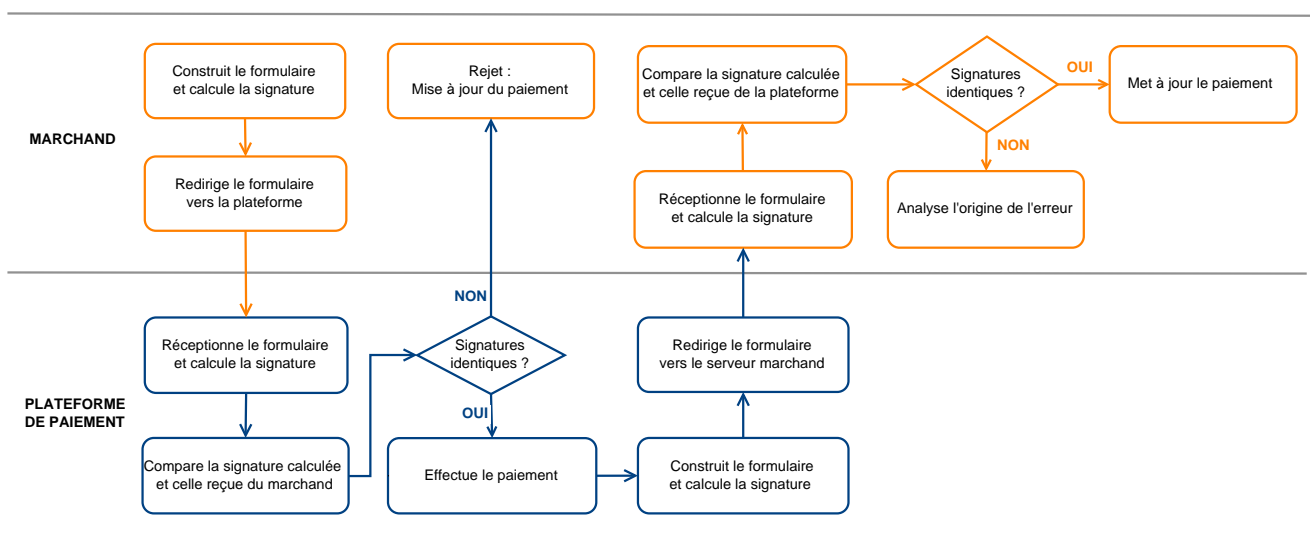 MARCHAND
Construit le formulaire
et calcule la signature
Redirige le formulaire
vers la plateforme
Rejet :
Mise à jour du paiement
Compare la signature calculée
et celle reçue de la plateforme
Signatures
identiques ?
OUI
Met à jour le paiement
NON
Analyse l'origine de l'erreur
Réceptionne le formulaire
et calcule la signature
PLATEFORME
DE PAIEMENT
Réceptionne le formulaire
et calcule la signature
Compare la signature calculée
et celle reçue du marchand
NON
Signatures
identiques ?
OUI
Effectue le paiement
Redirige le formulaire
vers le serveur marchand
Construit le formulaire
et calcule la signature